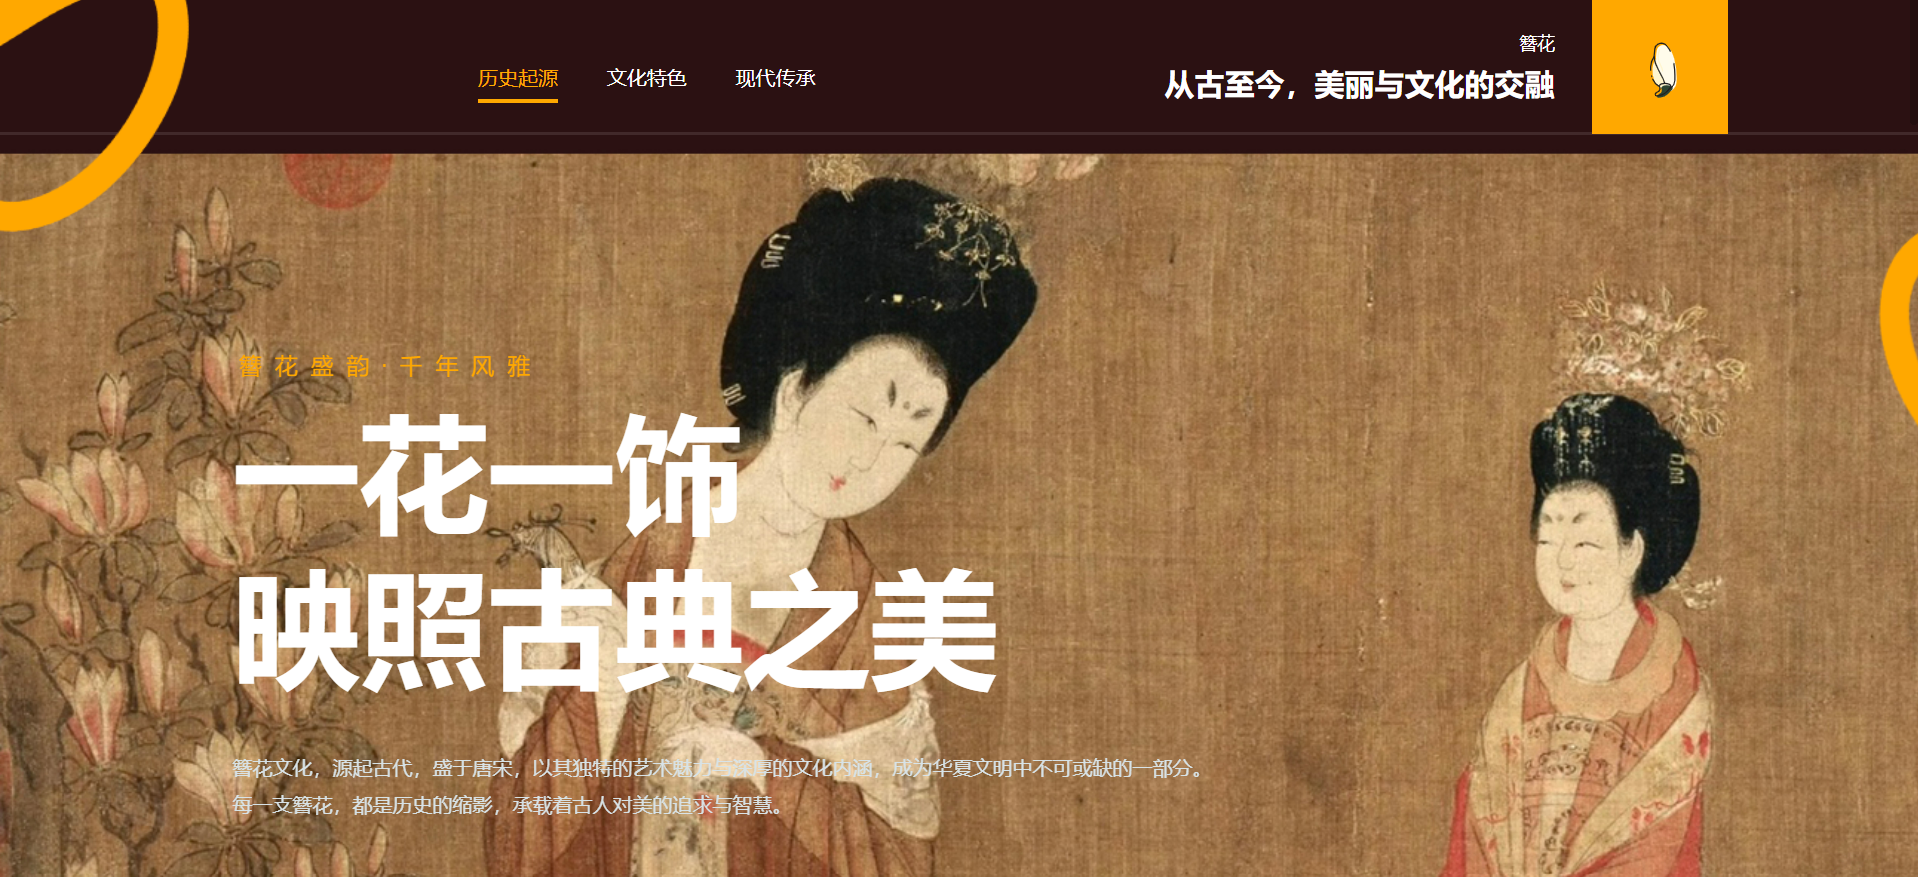 历史起源
文化特色
现代传承
簪花
从古至今，美丽与文化的交融
簪花盛韵·千年风雅
一花一饰
映照古典之美
簪花文化，源起古代，盛于唐宋，以其独特的艺术魅力与深厚的文化内涵，成为华夏文明中不可或缺的一部分。
每一支簪花，都是历史的缩影，承载着古人对美的追求与智慧。